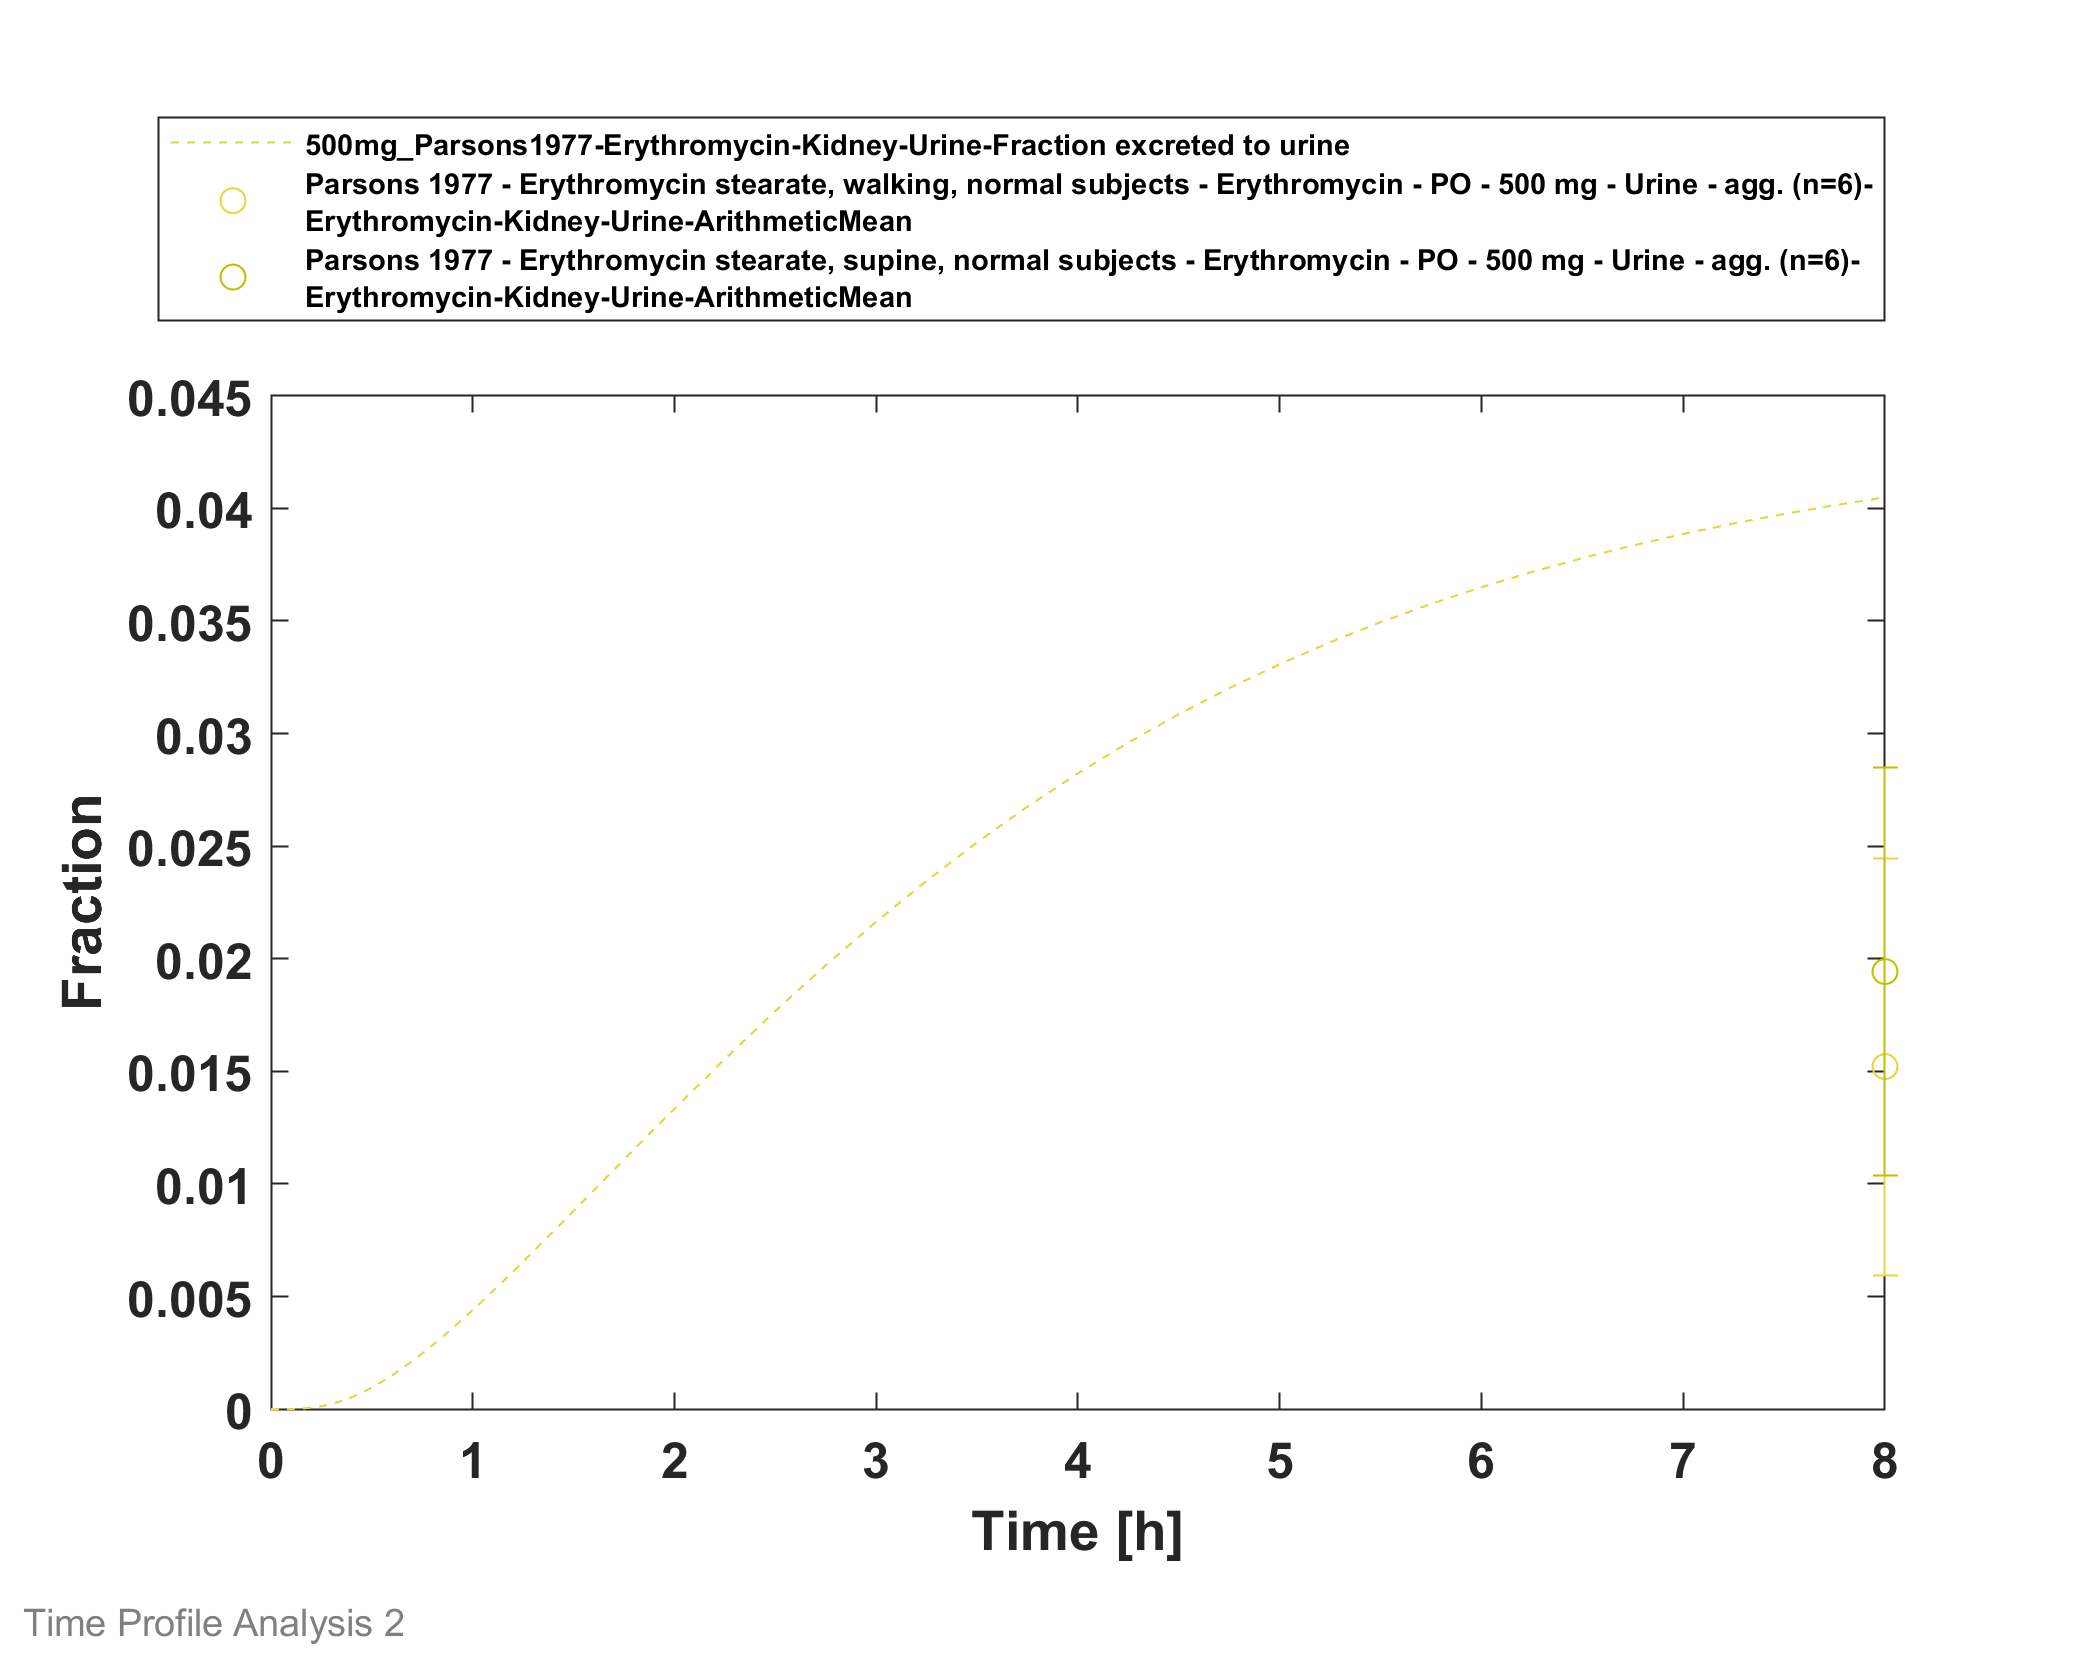 500mg_Parsons1977-Erythromycin-Kidney-Urine-Fraction excreted to urine
Parsons 1977 - Erythromycin stearate, walking, normal subjects - Erythromycin - PO - 500 mg - Urine - agg. (n=6)-
Erythromycin-Kidney-Urine-ArithmeticMean
Parsons 1977 - Erythromycin stearate, supine, normal subjects - Erythromycin - PO - 500 mg - Urine - agg. (n=6)-
Erythromycin-Kidney-Urine-ArithmeticMean
0.045
0.04
0.035
0.03
0.025
0.02
0.015
0.01
0.005
0
Fraction
0 1 2 3 4 5 6 7 8
Time [h]
Time Profile Analysis 2